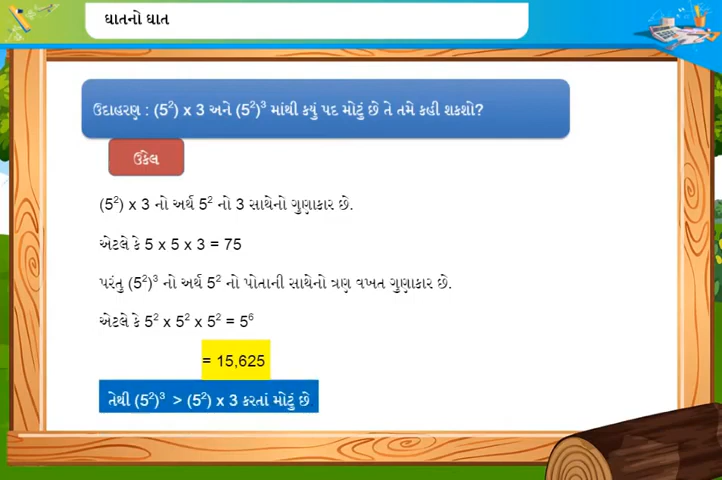 ઘાતનો ઘાત
ઉદાહરણ : (5²) x 3 અને (5²)³ માંથી કયું પદ મોટું છે તે તમે કહી શકશો?
ઉકેલ
(5²) x 3 નો અર્થ 5² નો 3 સાથેનો ગુણાકાર છે.
એટલે કે 5 x 5 x 3 = 75
પરંતુ (5²)³ નો અર્થ 5² નો પોતાની સાથેનો ત્રણ વખત ગુણાકાર છે.
એટલે કે 5² x 5² x 5² = 5⁶
= 15,625
તેથી (5²)³ > (5²) x 3 કરતાં મોટું છે